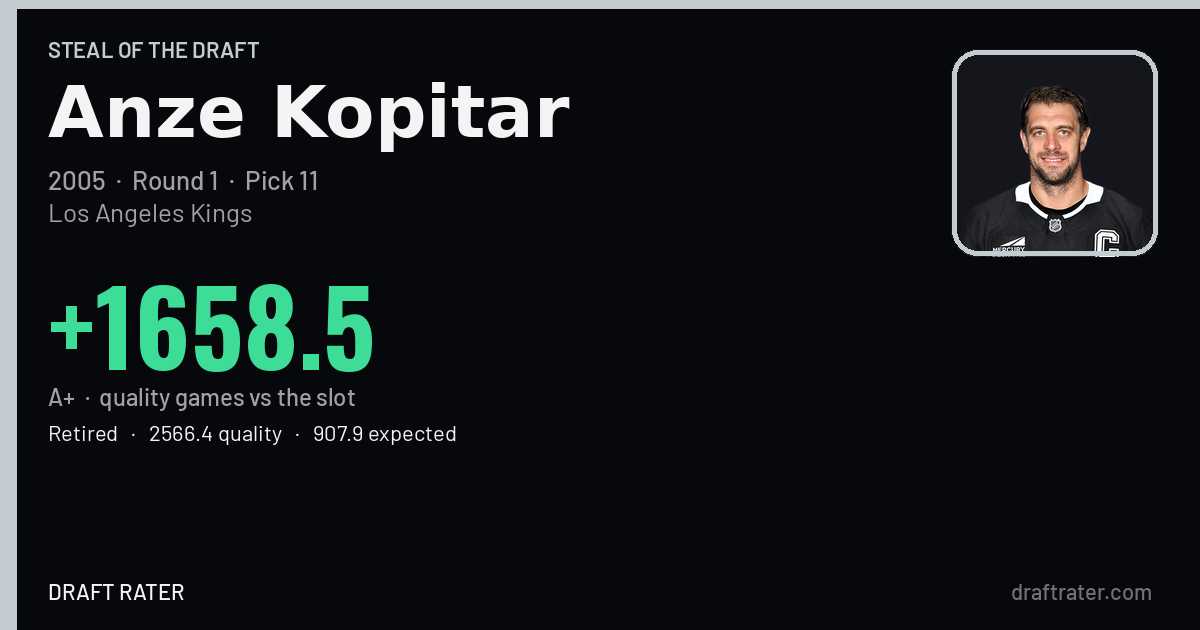 STEAL OF THE DRAFT
Anze Kopitar
2005 · Round 1 · Pick 11
Los Angeles Kings
MERCURY
C
+1658.5
A+ · quality games vs the slot
Retired · 2566.4 quality · 907.9 expected
DRAFT RATER
draftrater.com